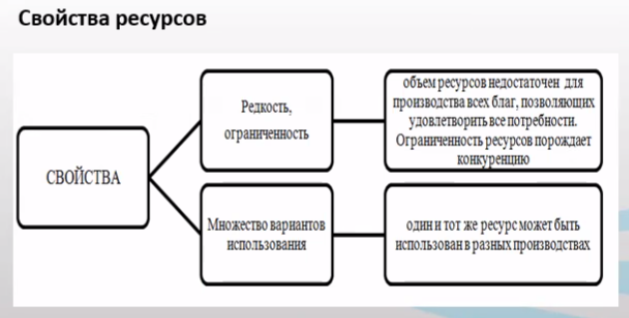 Свойства ресурсов
СВОЙСТВА
Редкость,
ограниченность
объем ресурсов недостаточен для
производства всех благ, позволяющих
удовлетворить все потребности.
Ограниченность ресурсов порождает
конкуренцию
Множество вариантов
использования
один и тот же ресурс может быть
использован в разных производствах